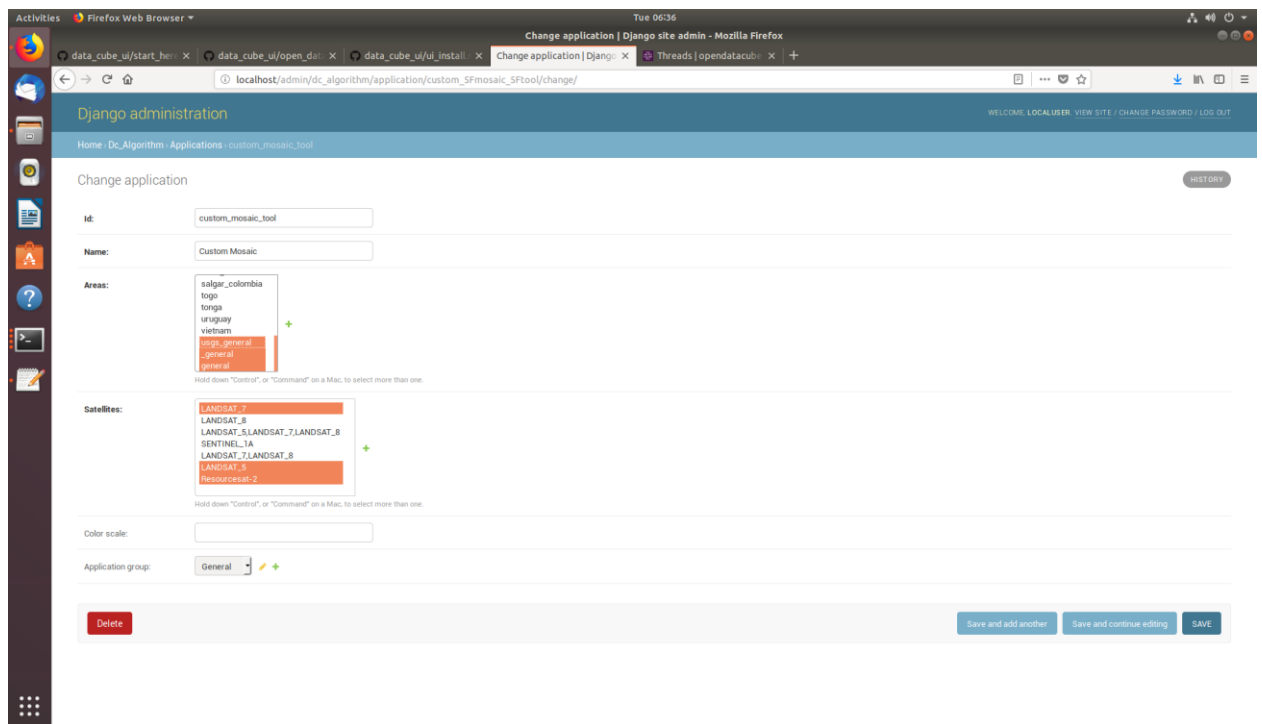 Activities Firefox Web Browser Tue 06:36
Change application | Django site admin - Mozilla Firefox
data_cube_ui/start_here data_cube_ui/open_dat data_cube_ui/ui_install. Change application | Django Threads | opendatacube
localhost/admin/dc_algorithm/application/custom_5Fmosaic_5Ftool/change/
Django administration
WELCOME, LOCALUSER. VIEW SITE / CHANGE PASSWORD / LOG OUT
Home › Dc_Algorithm › Applications › custom_mosaic_tool
Change application
HISTORY
Id: custom_mosaic_tool
Name: Custom Mosaic
Areas:
salgar_colombia
togo
tonga
uruguay
vietnam
usgs_general
_general
general
Hold down "Control", or "Command" on a Mac, to select more than one.
Satellites:
LANDSAT_7
LANDSAT_8
LANDSAT_5,LANDSAT_7,LANDSAT_8
SENTINEL_1A
LANDSAT_7,LANDSAT_8
LANDSAT_5
Resourcesat-2
Hold down "Control", or "Command" on a Mac, to select more than one.
Color scale:
Application group: General
Delete
Save and add another Save and continue editing SAVE